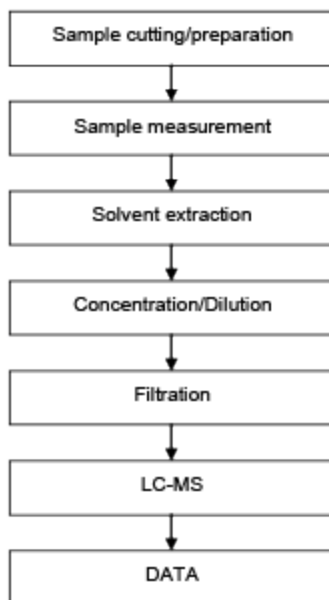 Sample cutting/preparation
Sample measurement
Solvent extraction
Concentration/Dilution
Filtration
LC-MS
DATA